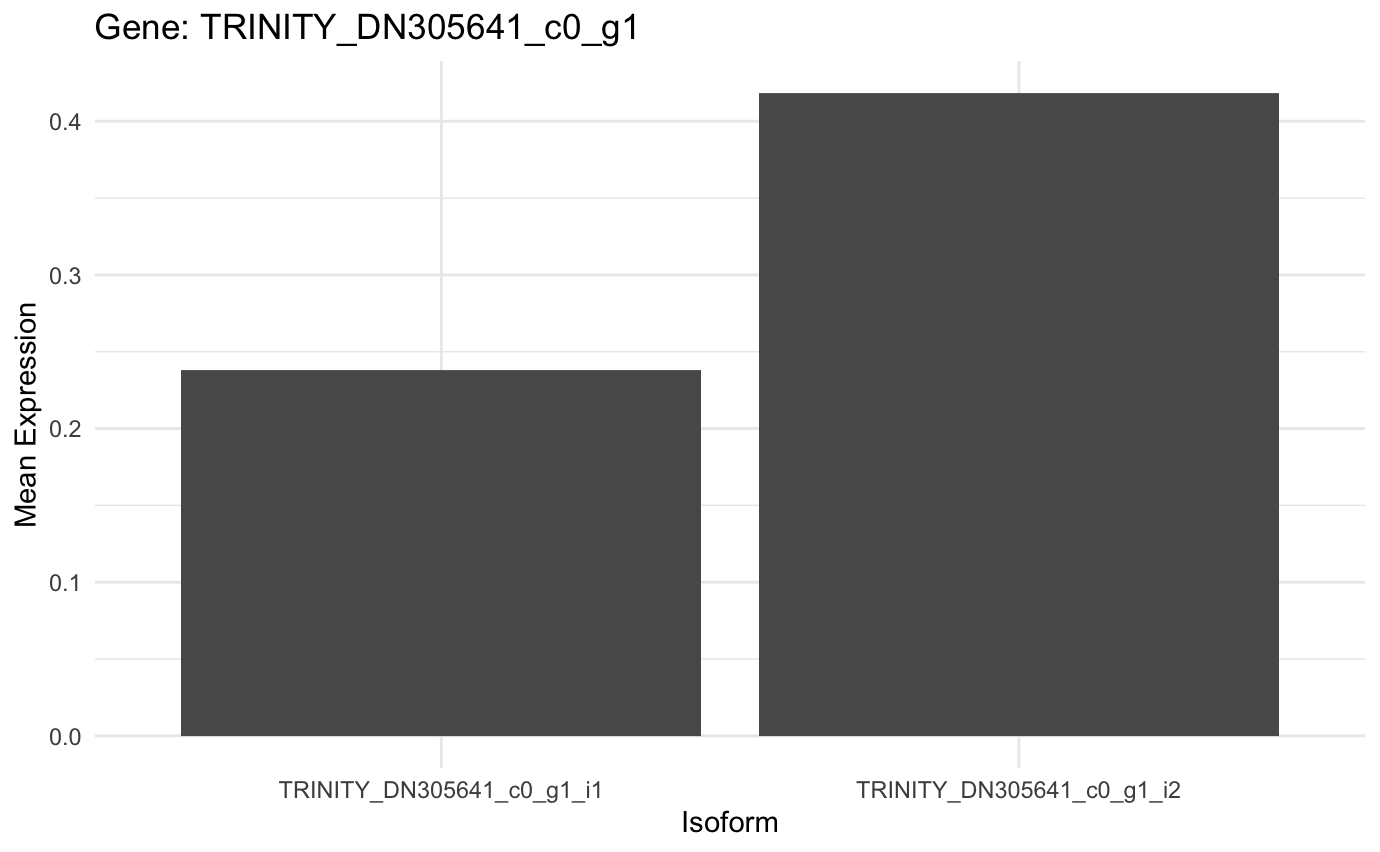 Gene: TRINITY_DN305641_c0_g1
0.4
0.3
0.2
0.1
0.0
Mean Expression
TRINITY_DN305641_c0_g1_i1
TRINITY_DN305641_c0_g1_i2
Isoform